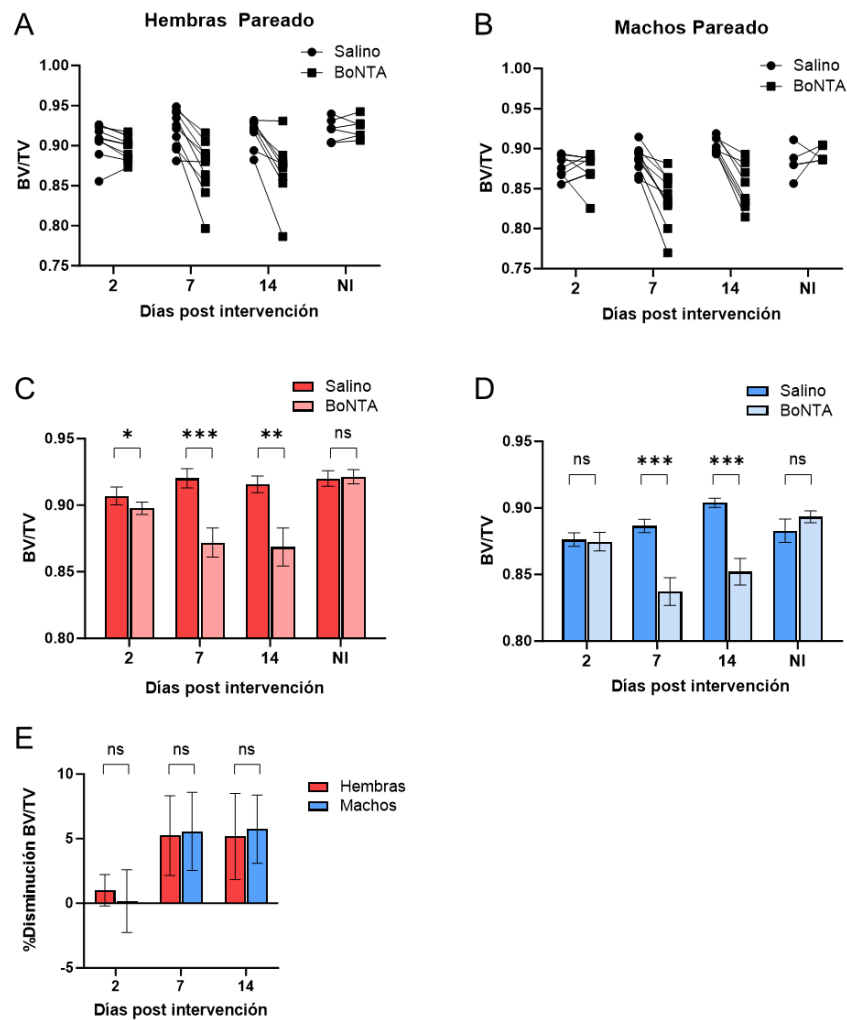 A
Hembras Pareado
Salino
BoNTA
BV/TV
1.00
0.95
0.90
0.85
0.80
0.75
2
7
14
NI
Días post intervención
B
Machos Pareado
Salino
BoNTA
BV/TV
1.00
0.95
0.90
0.85
0.80
0.75
2
7
14
NI
Días post intervención
C
Salino
BoNTA
BV/TV
0.95
0.90
0.85
0.80
*
***
**
ns
2
7
14
NI
Días post intervención
D
Salino
BoNTA
BV/TV
0.95
0.90
0.85
0.80
ns
***
***
ns
2
7
14
NI
Días post intervención
E
Hembras
Machos
%Disminución BV/TV
10
5
0
-5
ns
ns
ns
2
7
14
Días post intervención